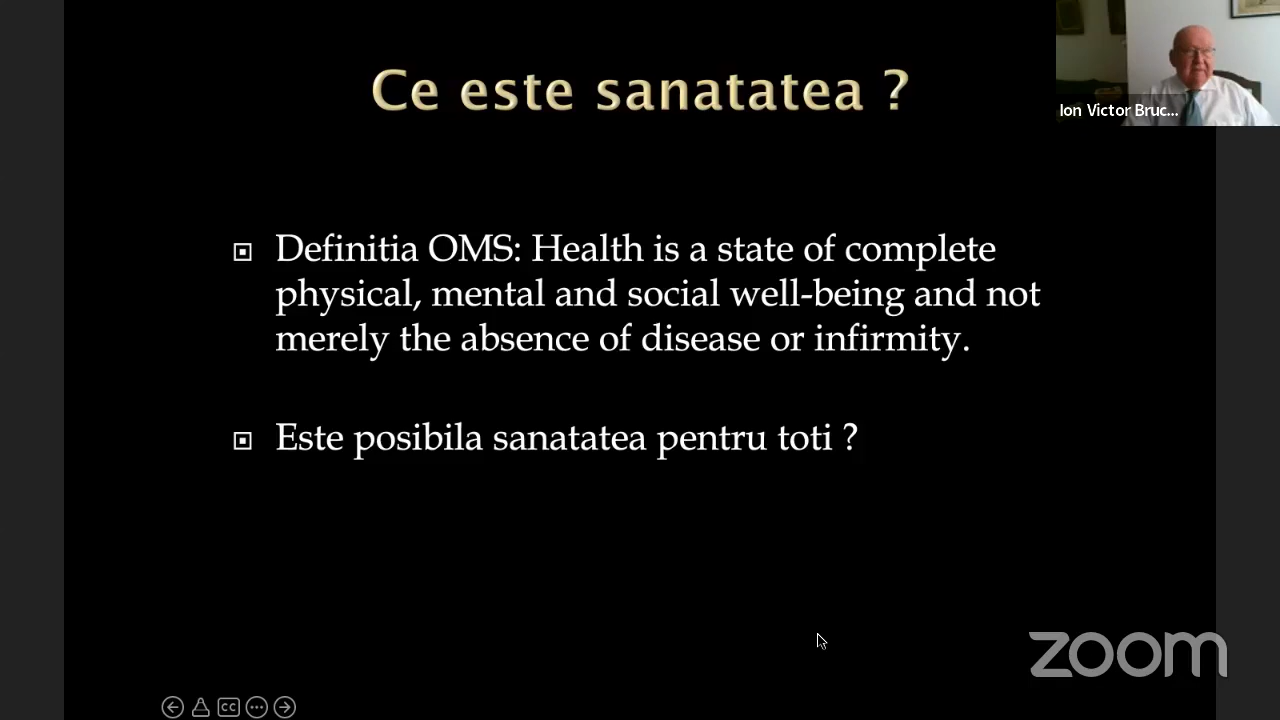 Ce este sanatatea ?
Ion Victor Bruc...
Definitia OMS: Health is a state of complete
physical, mental and social well-being and not
merely the absence of disease or infirmity.
Este posibila sanatatea pentru toti ?
zoom
CC